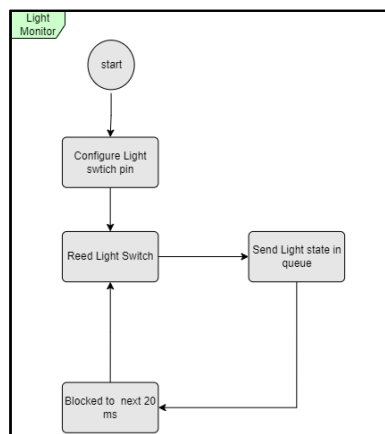 Light
Monitor
start
Configure Light
swtich pin
Reed Light Switch
Send Light state in
queue
Blocked to next 20
ms